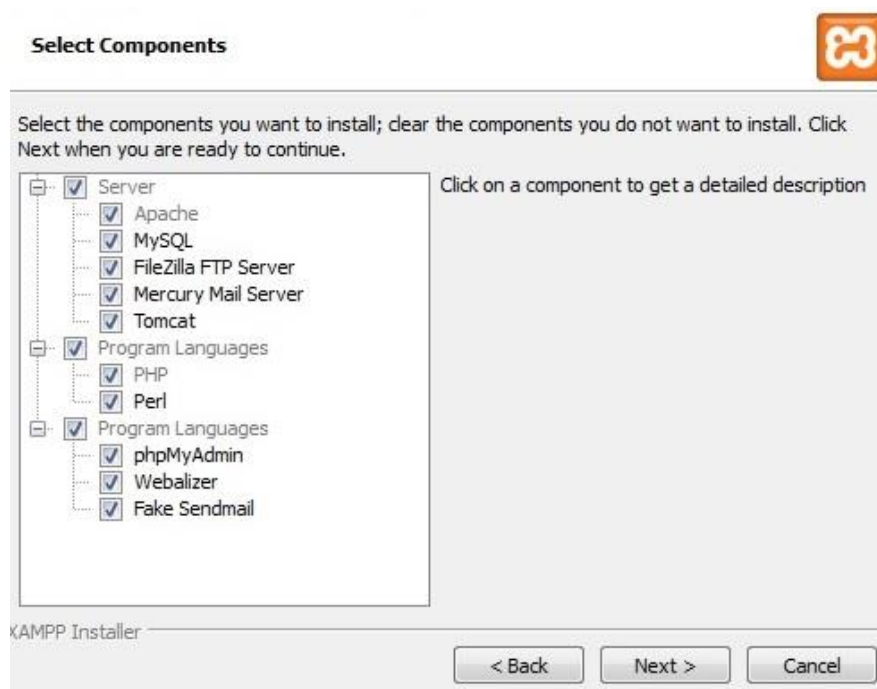 Select Components
Select the components you want to install; clear the components you do not want to install. Click
Next when you are ready to continue.
Server
Apache
MySQL
FileZilla FTP Server
Mercury Mail Server
Tomcat
Program Languages
PHP
Perl
Program Languages
phpMyAdmin
Webalizer
Fake Sendmail
Click on a component to get a detailed description
XAMPP Installer
< Back
Next >
Cancel